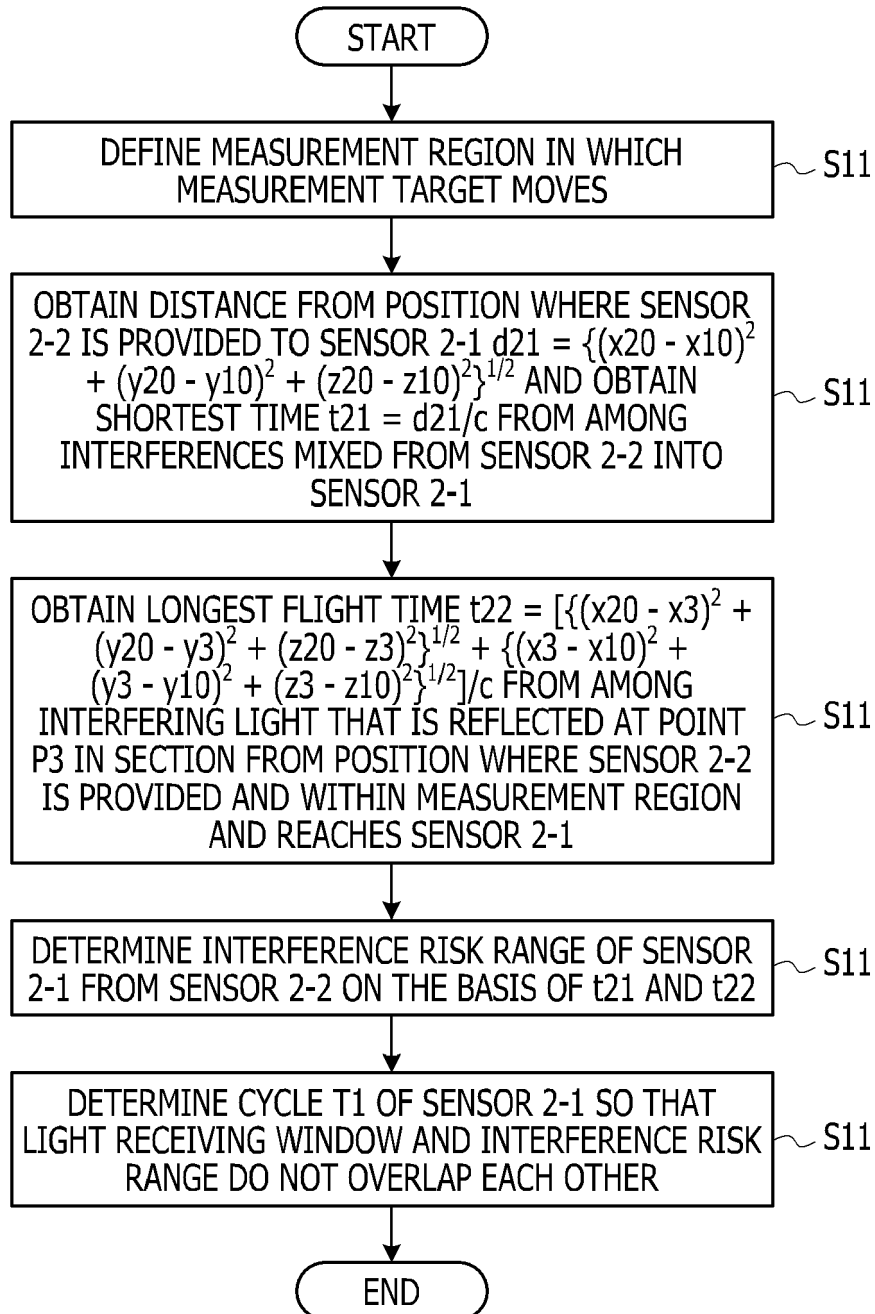 START
DEFINE MEASUREMENT REGION IN WHICH
MEASUREMENT TARGET MOVES
S11
OBTAIN DISTANCE FROM POSITION WHERE SENSOR
2-2 IS PROVIDED TO SENSOR 2-1 d21 = {(x20 - x10)²
+ (y20 - y10)² + (z20 - z10)²}¹/² AND OBTAIN
SHORTEST TIME t21 = d21/c FROM AMONG
INTERFERENCES MIXED FROM SENSOR 2-2 INTO
SENSOR 2-1
S11
OBTAIN LONGEST FLIGHT TIME t22 = [{(x20 - x3)² +
(y20 - y3)² + (z20 - z3)²}¹/² + {(x3 - x10)² +
(y3 - y10)² + (z3 - z10)²}¹/²]/c FROM AMONG
INTERFERING LIGHT THAT IS REFLECTED AT POINT
P3 IN SECTION FROM POSITION WHERE SENSOR 2-2
IS PROVIDED AND WITHIN MEASUREMENT REGION
AND REACHES SENSOR 2-1
S11
DETERMINE INTERFERENCE RISK RANGE OF SENSOR
2-1 FROM SENSOR 2-2 ON THE BASIS OF t21 AND t22
S11
DETERMINE CYCLE T1 OF SENSOR 2-1 SO THAT
LIGHT RECEIVING WINDOW AND INTERFERENCE RISK
RANGE DO NOT OVERLAP EACH OTHER
S11
END